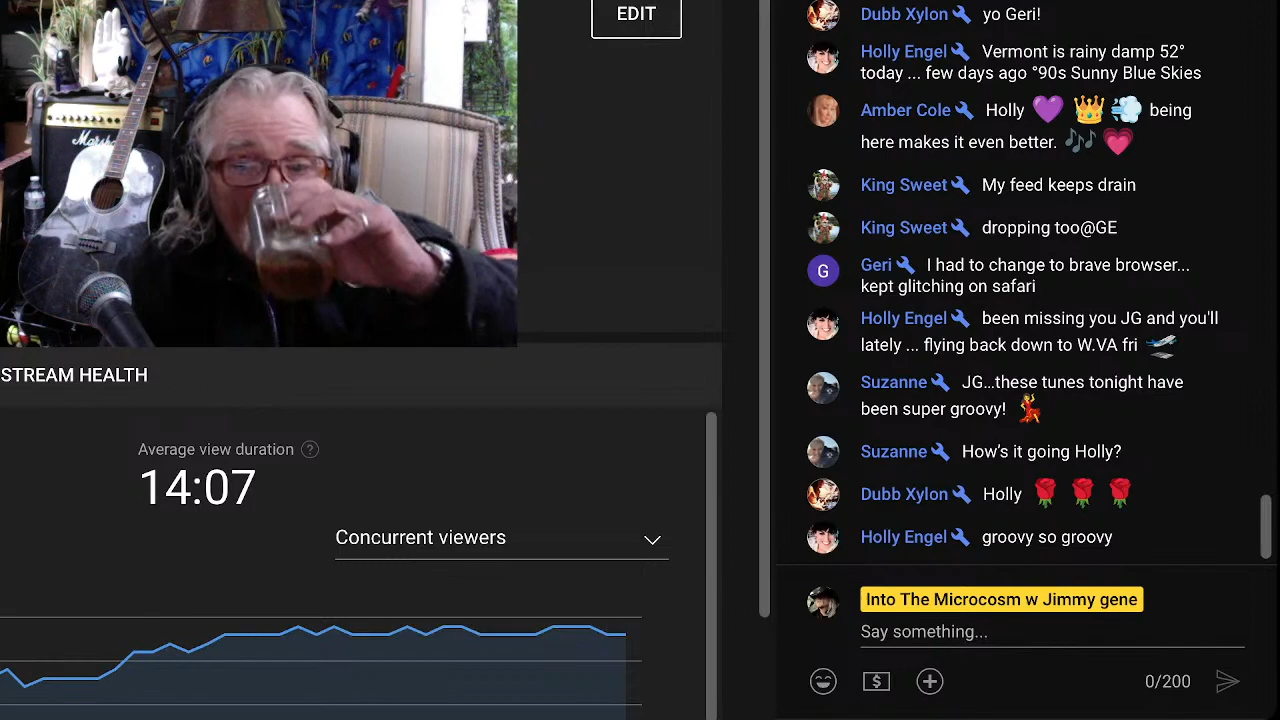 EDIT
Marshall
STREAM HEALTH
Average view duration ?
14:07
Concurrent viewers
Dubb Xylon yo Geri!
Holly Engel Vermont is rainy damp 52°
today ... few days ago °90s Sunny Blue Skies
Amber Cole Holly 💜 👑 💨 being
here makes it even better. 🎶 💗
King Sweet My feed keeps drain
King Sweet dropping too@GE
G
Geri I had to change to brave browser...
kept glitching on safari
Holly Engel been missing you JG and you'll
lately ... flying back down to W.VA fri 🛫
Suzanne JG...these tunes tonight have
been super groovy! 💃
Suzanne How's it going Holly?
Dubb Xylon Holly 🌹 🌹 🌹
Holly Engel groovy so groovy
Into The Microcosm w Jimmy gene
Say something...
$
0/200